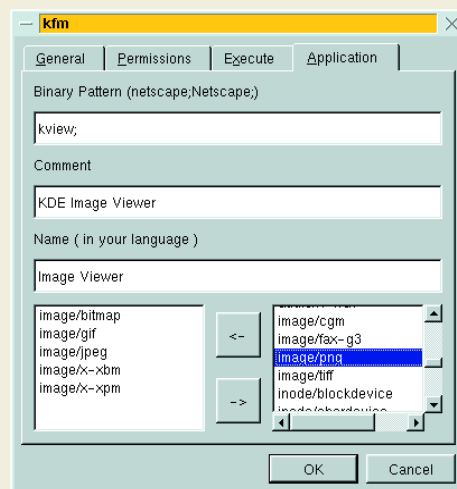 kfm
General Permissions Execute Application
Binary Pattern (netscape;Netscape;)
kview;
Comment
KDE Image Viewer
Name ( in your language )
Image Viewer
image/bitmap
image/gif
image/jpeg
image/x-xbm
image/x-xpm
<-
->
image/cgm
image/fax-g3
image/png
image/tiff
inode/blockdevice
OK Cancel